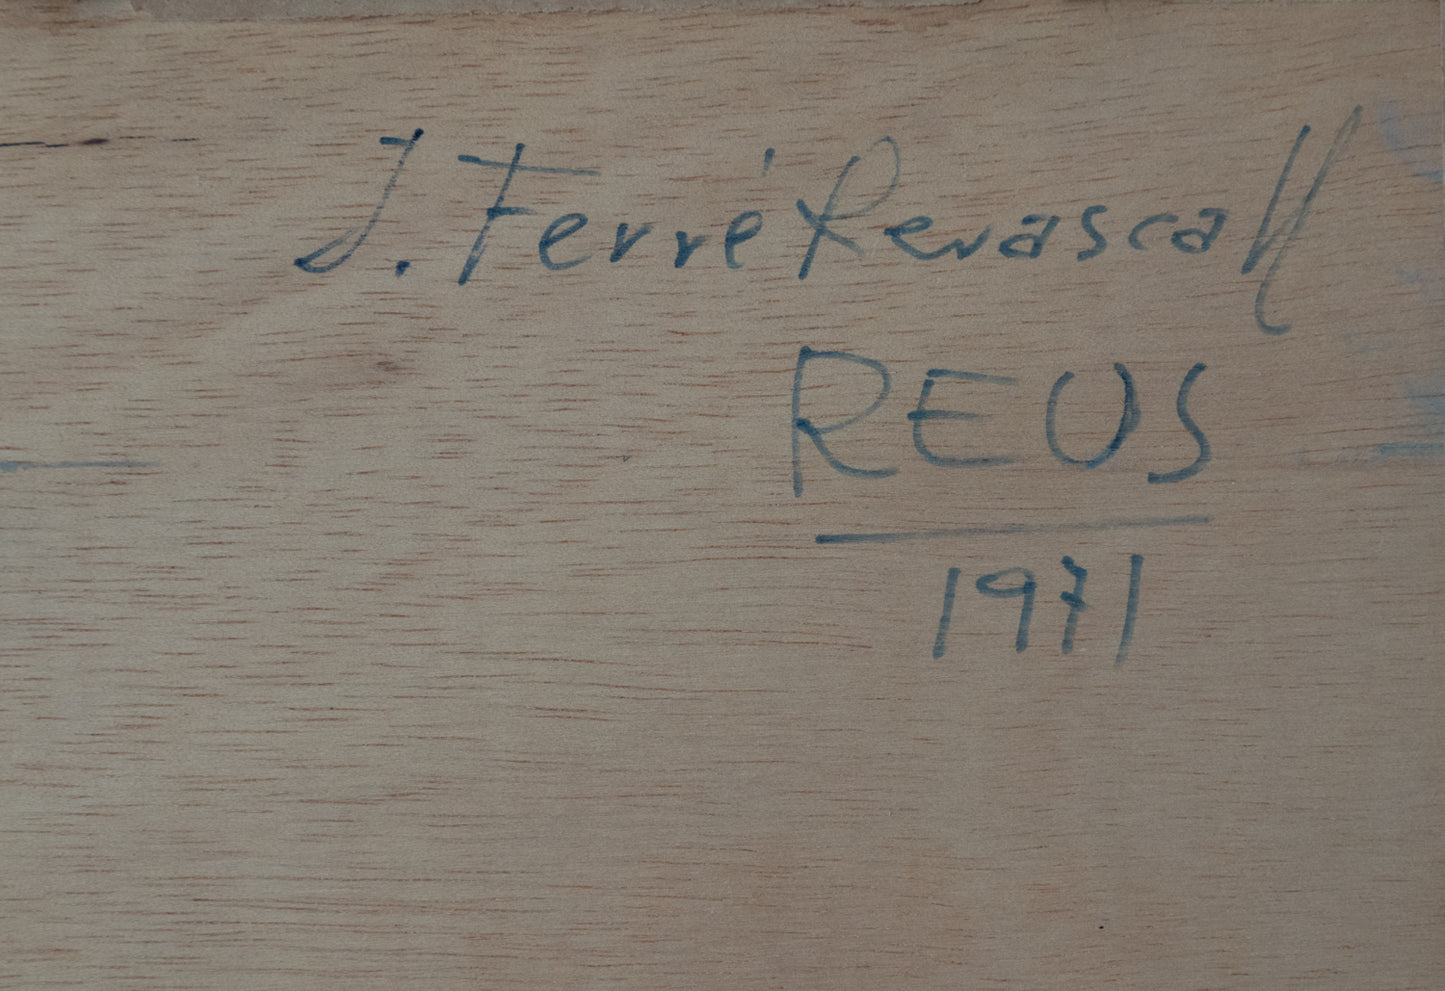 J. Ferré Revascall
REUS
1971